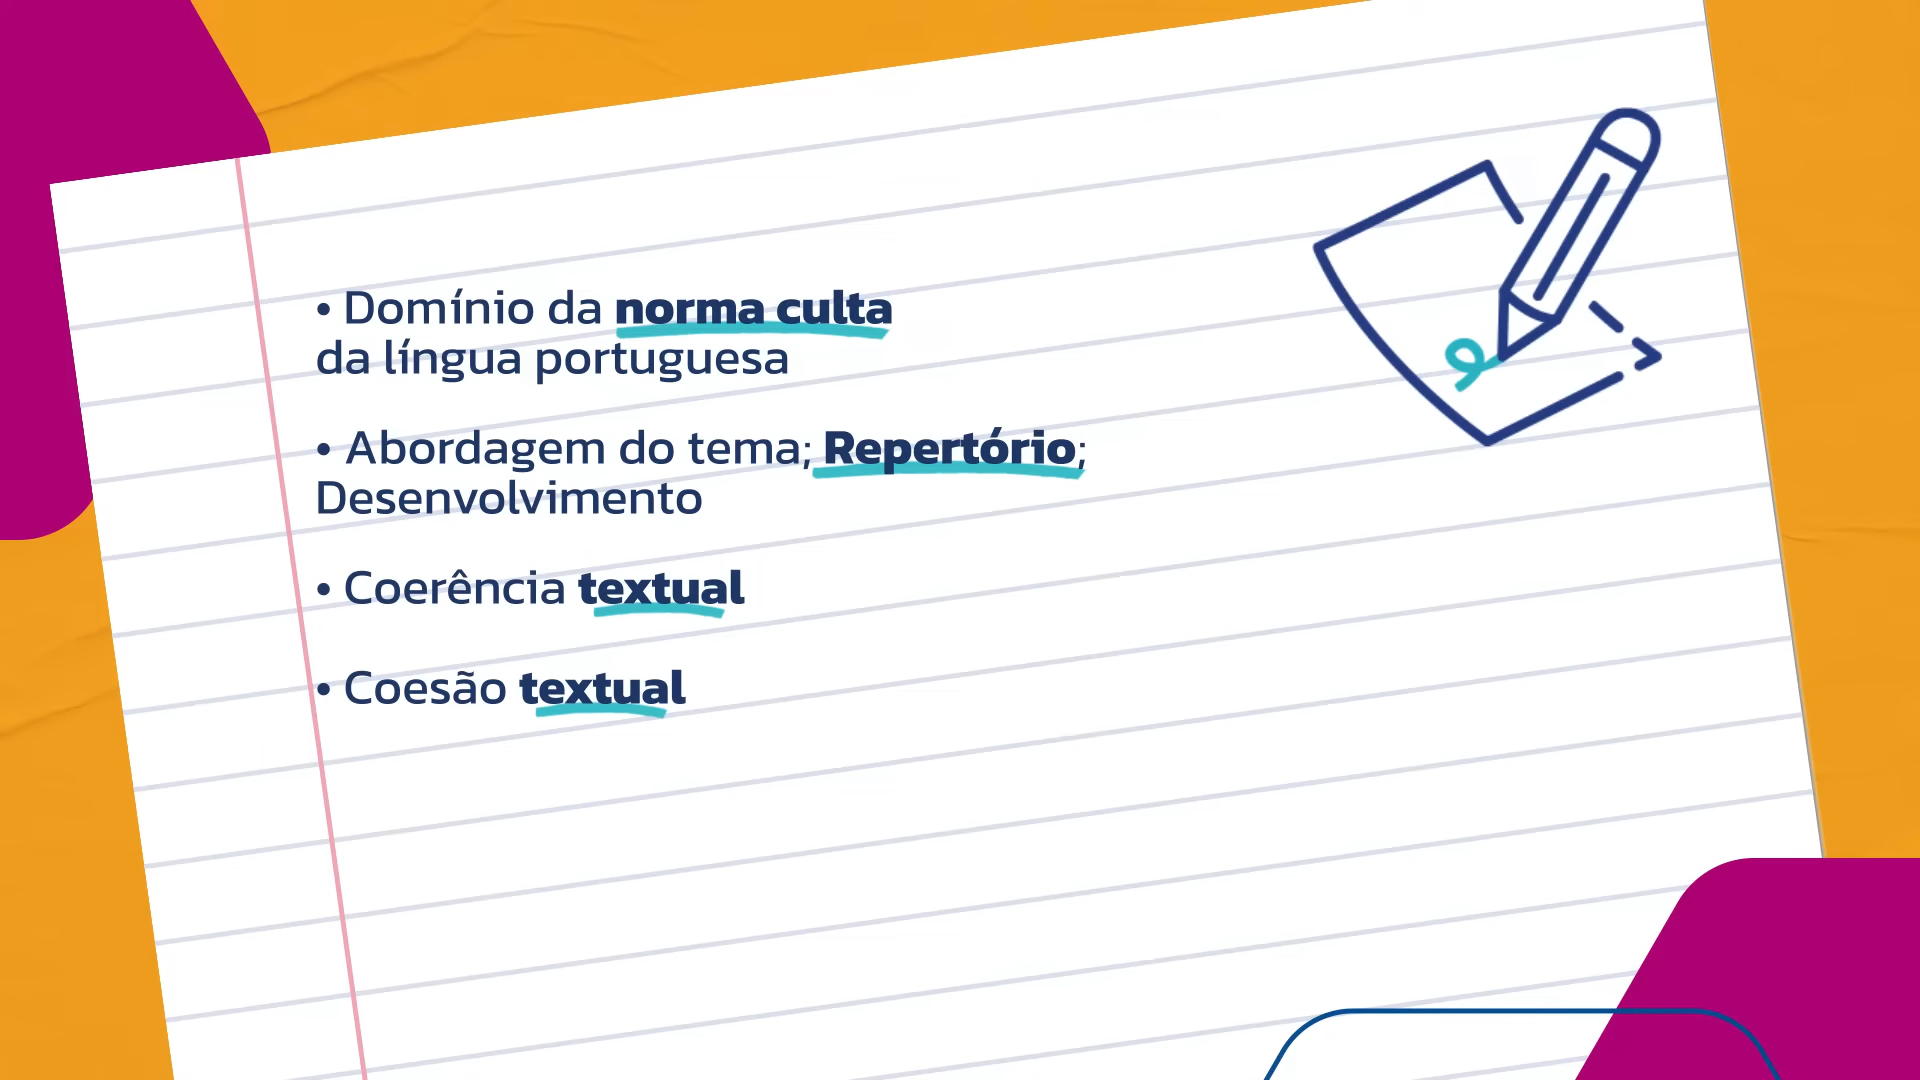 • Domínio da norma culta
da língua portuguesa
• Abordagem do tema; Repertório;
Desenvolvimento
• Coerência textual
• Coesão textual